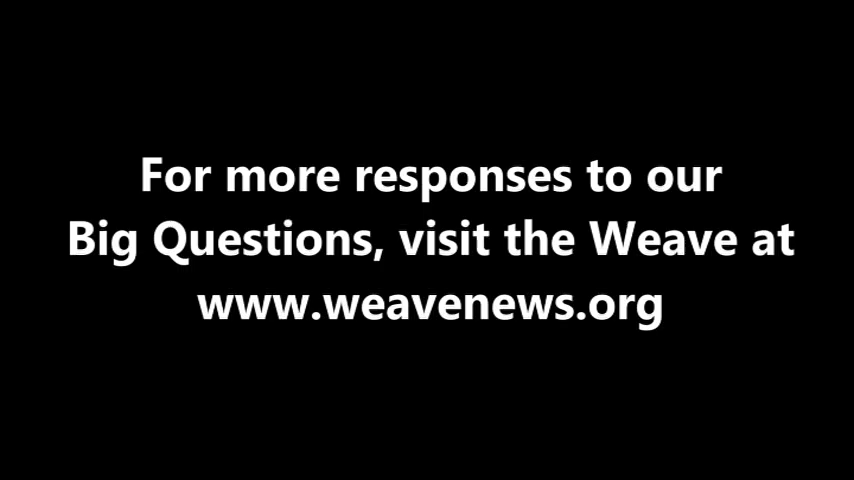 For more responses to our
Big Questions, visit the Weave at
www.weavenews.org